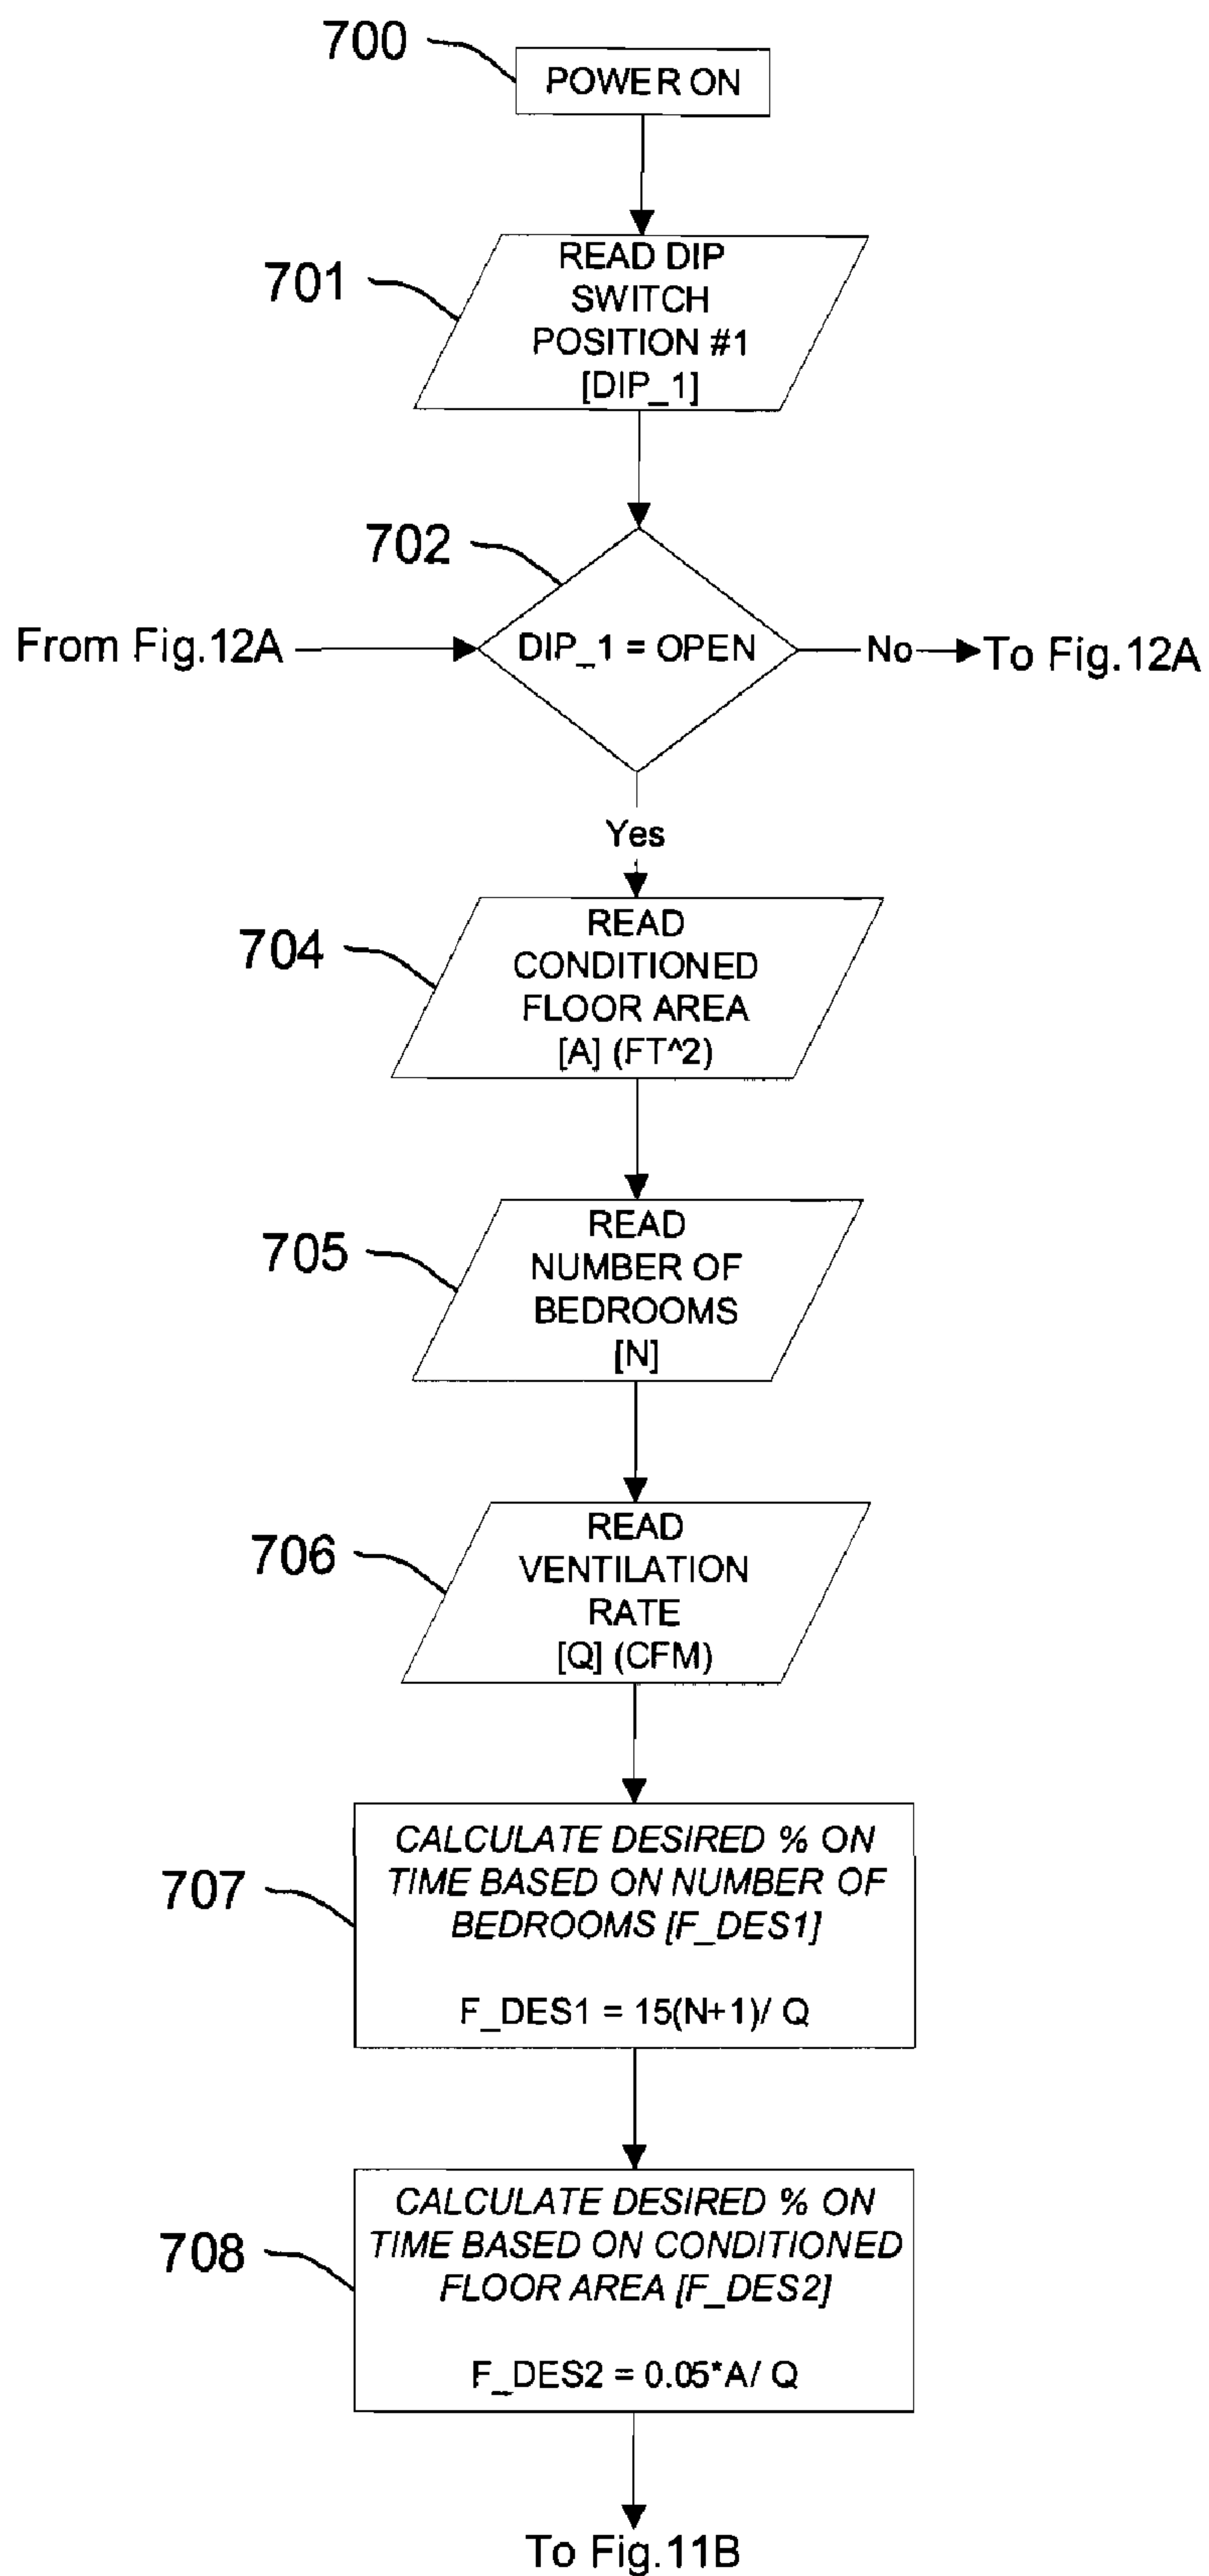 700
POWER ON
701
READ DIP
SWITCH
POSITION #1
[DIP_1]
702
From Fig.12A
DIP_1 = OPEN
No
To Fig.12A
Yes
704
READ
CONDITIONED
FLOOR AREA
[A] (FT^2)
705
READ
NUMBER OF
BEDROOMS
[N]
706
READ
VENTILATION
RATE
[Q] (CFM)
707
CALCULATE DESIRED % ON
TIME BASED ON NUMBER OF
BEDROOMS [F_DES1]
F_DES1 = 15(N+1)/ Q
708
CALCULATE DESIRED % ON
TIME BASED ON CONDITIONED
FLOOR AREA [F_DES2]
F_DES2 = 0.05*A/ Q
To Fig.11B